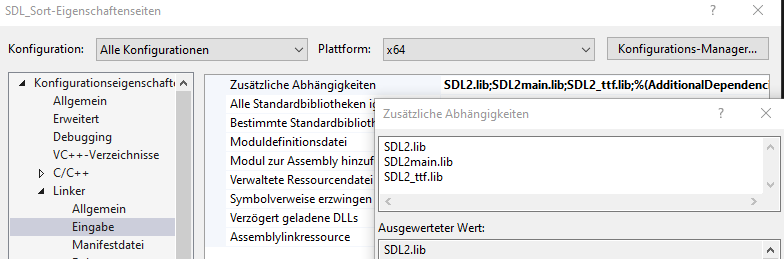 SDL_Sort-Eigenschaftenseiten ? ×
Konfiguration: Alle Konfigurationen Plattform: x64 Konfigurations-Manager...
Konfigurationseigenschafte
Allgemein
Erweitert
Debugging
VC++-Verzeichnisse
C/C++
Linker
Allgemein
Eingabe
Manifestdatei
Zusätzliche Abhängigkeiten SDL2.lib;SDL2main.lib;SDL2_ttf.lib;%(AdditionalDependenc
Alle Standardbibliotheken ig
Bestimmte Standardbiblioth
Moduldefinitionsdatei
Modul zur Assembly hinzuf
Verwaltete Ressourcendatei
Symbolverweise erzwingen
Verzögert geladene DLLs
Assemblylinkressource
Zusätzliche Abhängigkeiten ? ×
SDL2.lib
SDL2main.lib
SDL2_ttf.lib
Ausgewerteter Wert:
SDL2.lib